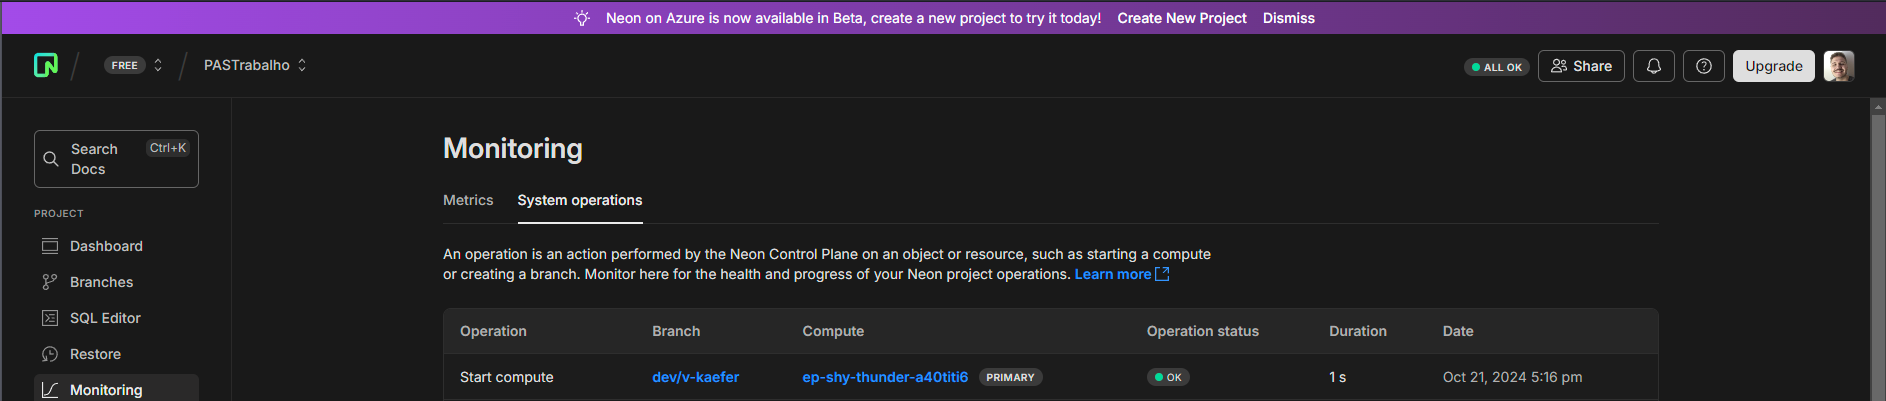 Neon on Azure is now available in Beta, create a new project to try it today! Create New Project Dismiss
FREE PASTrabalho ALL OK Share Upgrade
Search Docs Ctrl+K
PROJECT
Dashboard
Branches
SQL Editor
Restore
Monitoring
Monitoring
Metrics System operations
An operation is an action performed by the Neon Control Plane on an object or resource, such as starting a compute
or creating a branch. Monitor here for the health and progress of your Neon project operations. Learn more
Operation Branch Compute Operation status Duration Date
Start compute dev/v-kaefer ep-shy-thunder-a40titi6 PRIMARY OK 1 s Oct 21, 2024 5:16 pm